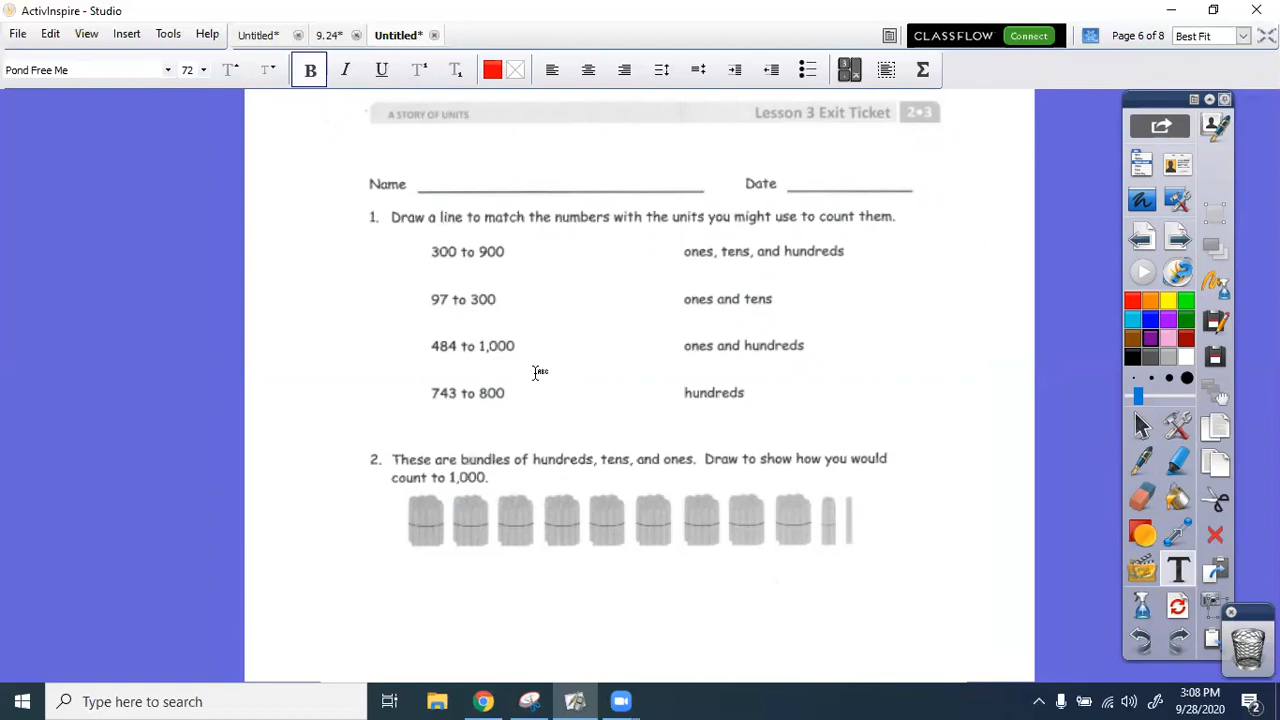 ActivInspire - Studio
File Edit View Insert Tools Help Untitled* 9.24* Untitled* CLASSFLOW Connect Page 6 of 8 Best Fit
Pond Free Me 72 B I U T T Σ
A STORY OF UNITS Lesson 3 Exit Ticket 2•3
Name Date
1. Draw a line to match the numbers with the units you might use to count them.
300 to 900 ones, tens, and hundreds
97 to 300 ones and tens
484 to 1,000 ones and hundreds
ABC
743 to 800 hundreds
2. These are bundles of hundreds, tens, and ones. Draw to show how you would
count to 1,000.
T
Type here to search
3:08 PM
9/28/2020
2